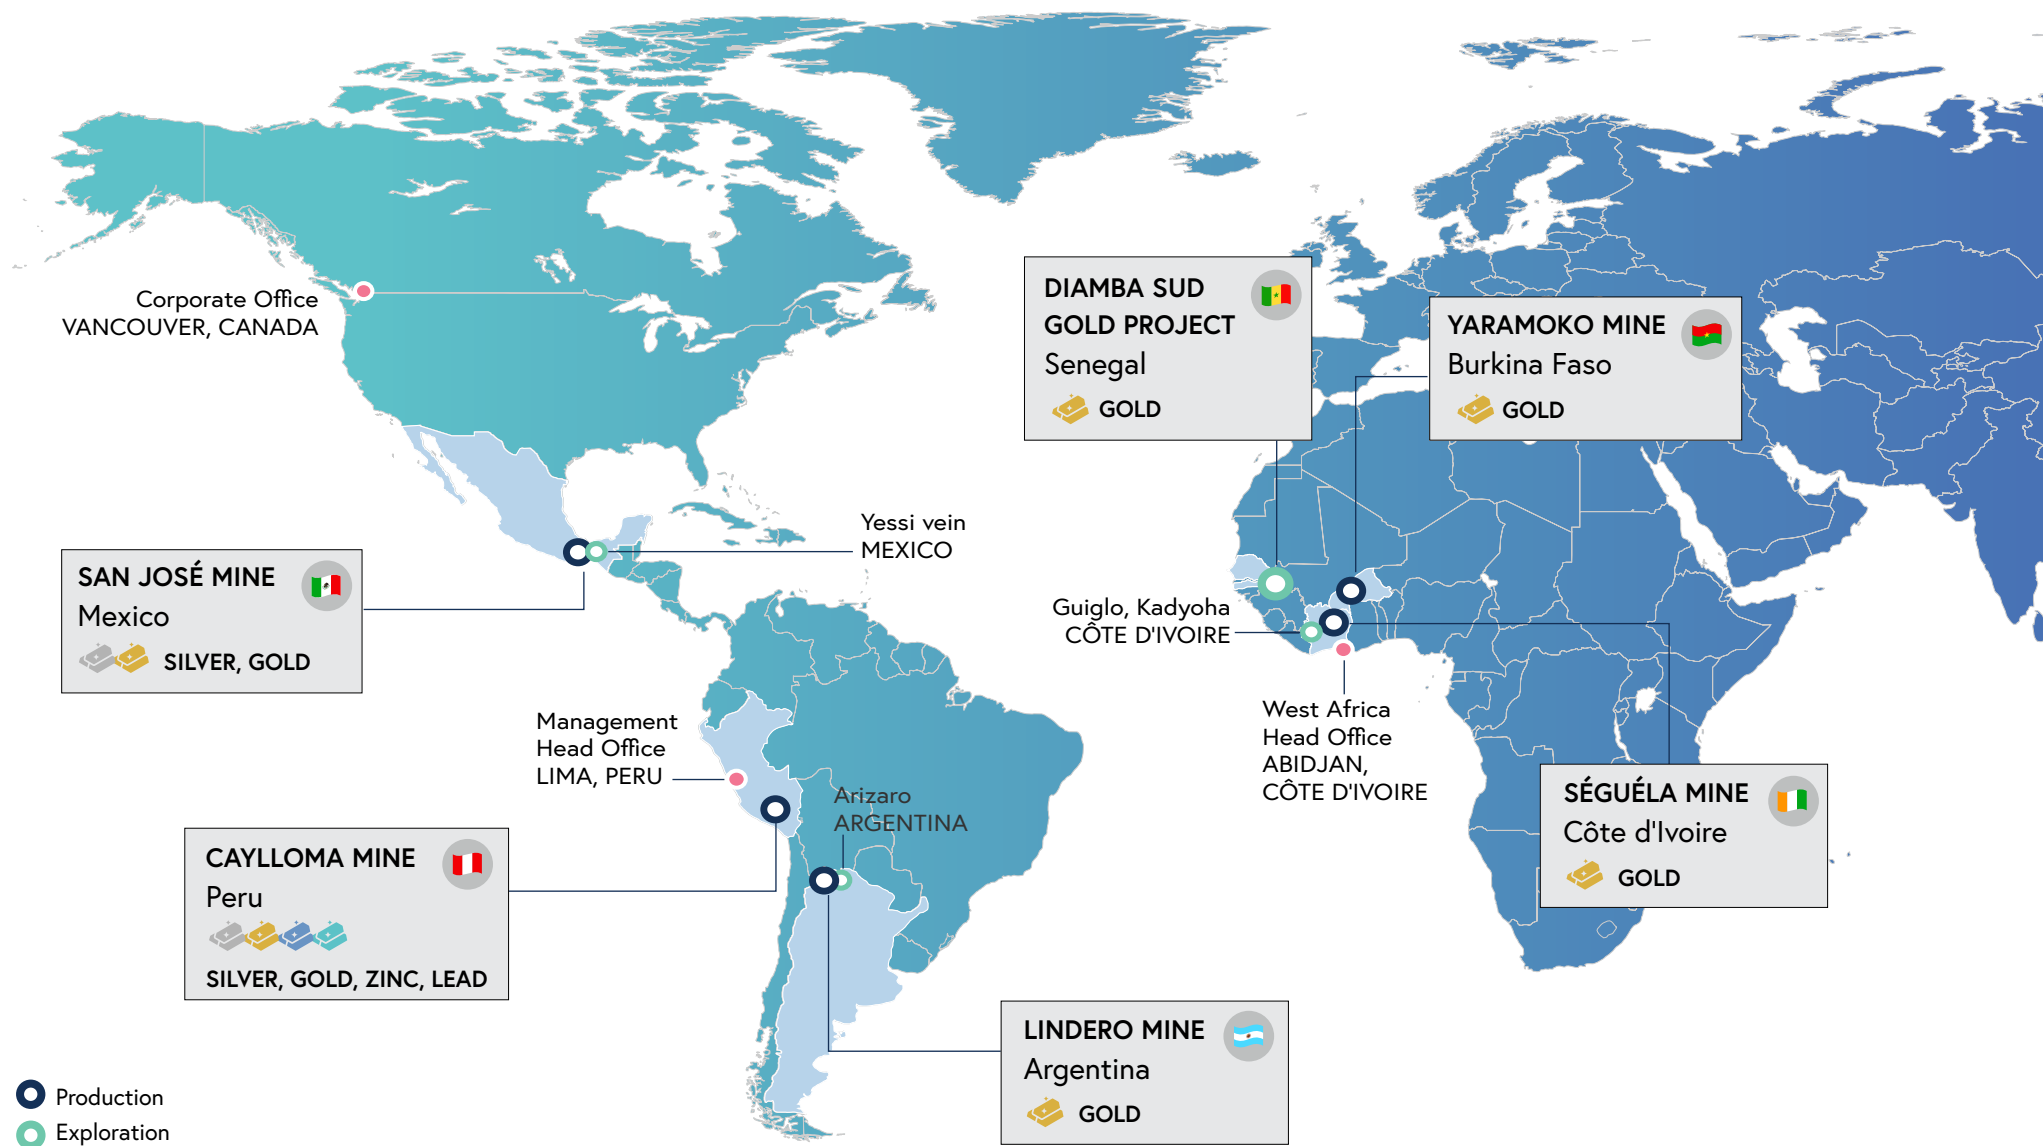 Corporate Office
VANCOUVER, CANADA
DIAMBA SUD
GOLD PROJECT
Senegal
GOLD
YARAMOKO MINE
Burkina Faso
GOLD
Yessi vein
MEXICO
SAN JOSÉ MINE
Mexico
SILVER, GOLD
Guiglo, Kadyoha
CÔTE D'IVOIRE
Management
Head Office
LIMA, PERU
West Africa
Head Office
ABIDJAN,
CÔTE D'IVOIRE
Arizaro
ARGENTINA
SÉGUÉLA MINE
Côte d'Ivoire
GOLD
CAYLLOMA MINE
Peru
SILVER, GOLD, ZINC, LEAD
LINDERO MINE
Argentina
GOLD
Production
Exploration